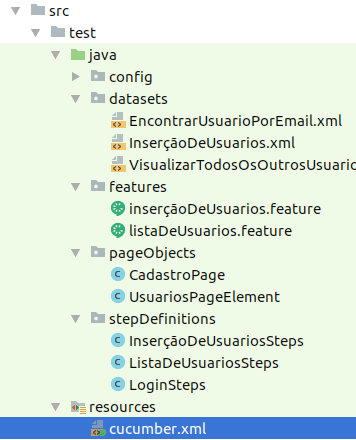 src
test
java
config
datasets
EncontrarUsuarioPorEmail.xml
InserçãoDeUsuarios.xml
VisualizarTodosOsOutrosUsuario
features
inserçãoDeUsuarios.feature
listaDeUsuarios.feature
pageObjects
C CadastroPage
C UsuariosPageElement
stepDefinitions
C InserçãoDeUsuariosSteps
C ListaDeUsuariosSteps
C LoginSteps
resources
cucumber.xml